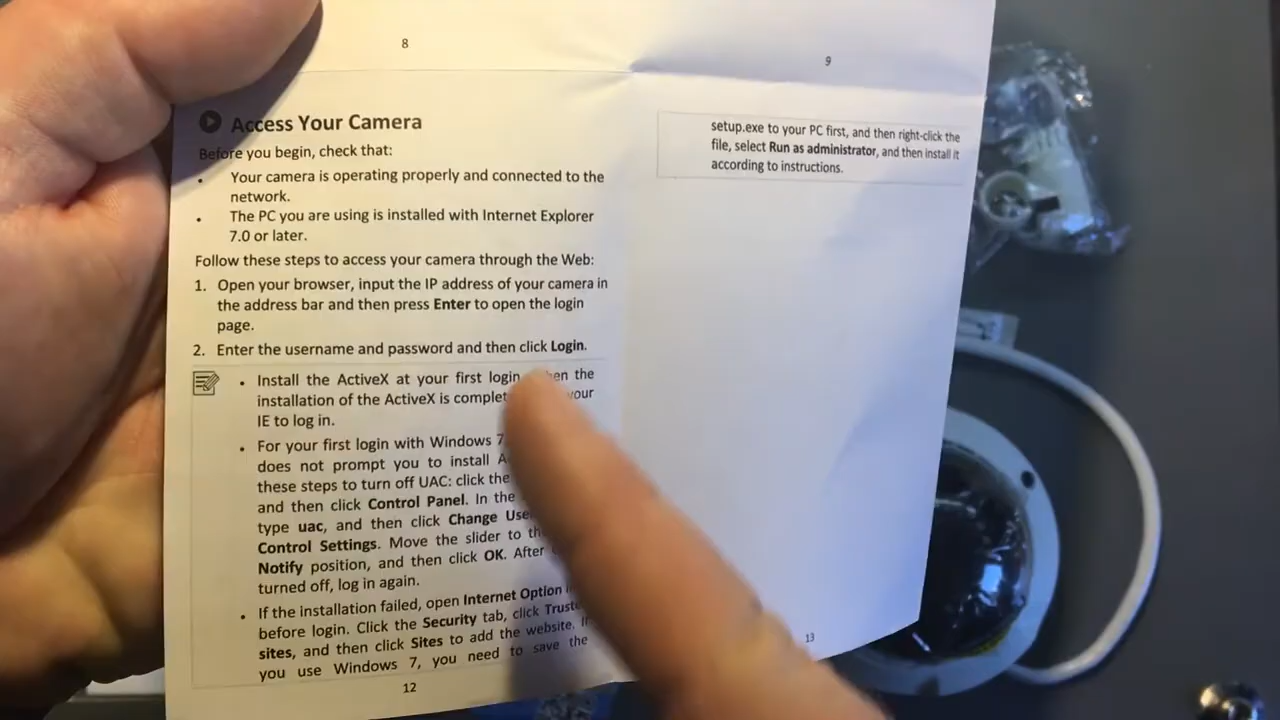 8
9
Access Your Camera
Before you begin, check that:
• Your camera is operating properly and connected to the
network.
• The PC you are using is installed with Internet Explorer
7.0 or later.
Follow these steps to access your camera through the Web:
1. Open your browser, input the IP address of your camera in
the address bar and then press Enter to open the login
page.
2. Enter the username and password and then click Login.
• Install the ActiveX at your first login the
installation of the ActiveX is
IE to log in.
• For your first login with Windows 7
does not prompt you to install
these steps to turn off UAC: click the
and then click Control Panel. In the
type uac, and then click Change
Control Settings. Move the slider to
Notify position, and then click OK. After
turned off, log in again.
• If the installation failed, open Internet Option
before login. Click the Security tab, click
sites, and then click Sites to add the website.
you use Windows 7, you need to save the
12
setup.exe to your PC first, and then right-click the
file, select Run as administrator, and then install it
according to instructions.
13